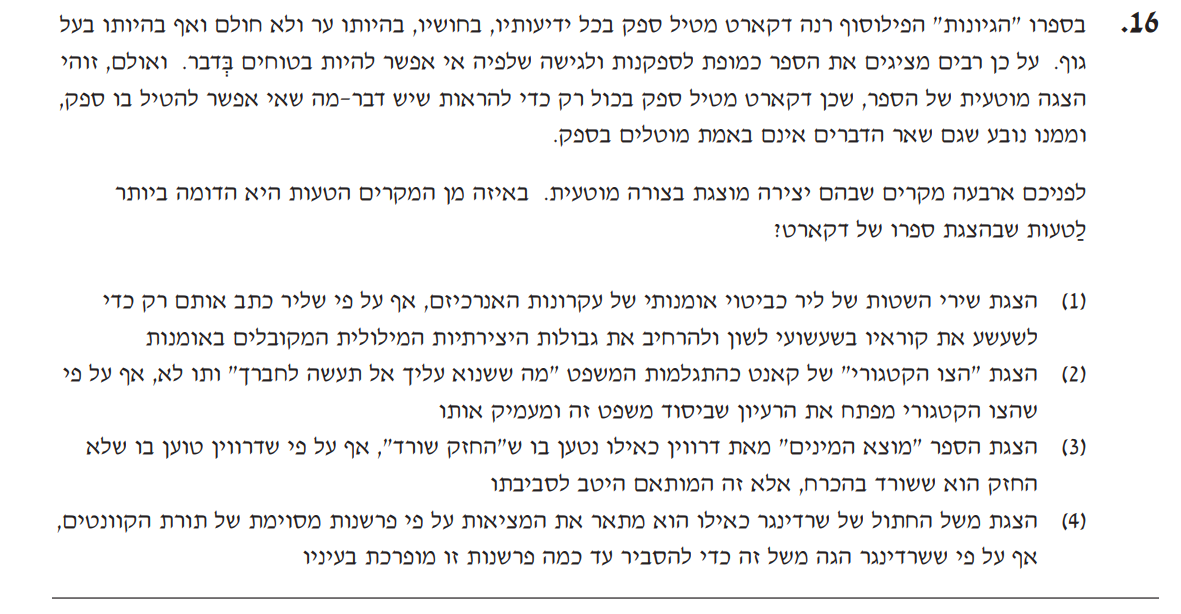 16. בספרו "הגיונות" הפילוסוף רנה דקארט מטיל ספק בכל ידיעותיו, בחושיו, בהיותו ער ולא חולם ואף בהיותו בעל
גוף. על כן רבים מציגים את הספר כמופת לספקנות ולגישה שלפיה אי אפשר להיות בטוחים בְּדבר. ואולם, זוהי
הצגה מוטעית של הספר, שכן דקארט מטיל ספק בכול רק כדי להראות שיש דבר-מה שאי אפשר להטיל בו ספק,
וממנו נובע שגם שאר הדברים אינם באמת מוטלים בספק.
לפניכם ארבעה מקרים שבהם יצירה מוצגת בצורה מוטעית. באיזה מן המקרים הטעות היא הדומה ביותר
לַטעות שבהצגת ספרו של דקארט?
(1) הצגת שירי השטות של ליר כביטוי אומנותי של עקרונות האנרכיזם, אף על פי שליר כתב אותם רק כדי
לשעשע את קוראיו בשעשועי לשון ולהרחיב את גבולות היצירתיות המילולית המקובלים באומנות
(2) הצגת "הצו הקטגורי" של קאנט כהתגלמות המשפט "מה ששנוא עליך אל תעשה לחברך" ותו לא, אף על פי
שהצו הקטגורי מפתח את הרעיון שביסוד משפט זה ומעמיק אותו
(3) הצגת הספר "מוצא המינים" מאת דרווין כאילו נטען בו ש"החזק שורד", אף על פי שדרווין טוען בו שלא
החזק הוא ששורד בהכרח, אלא זה המותאם היטב לסביבתו
(4) הצגת משל החתול של שרדינגר כאילו הוא מתאר את המציאות על פי פרשנות מסוימת של תורת הקוונטים,
אף על פי ששרדינגר הגה משל זה כדי להסביר עד כמה פרשנות זו מופרכת בעיניו